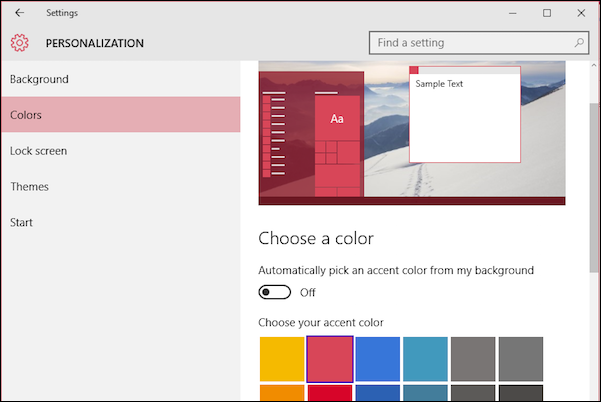 Settings
PERSONALIZATION
Find a setting
Background
Colors
Lock screen
Themes
Start
Sample Text
Aa
Choose a color
Automatically pick an accent color from my background
Off
Choose your accent color